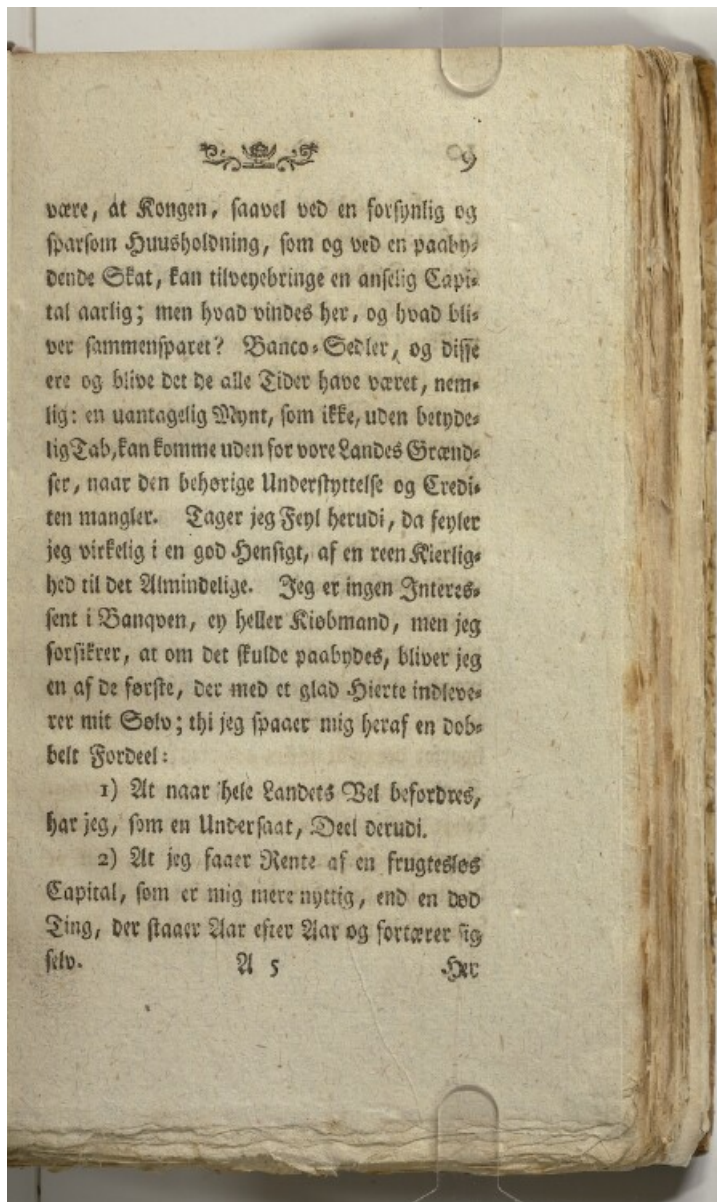 9
være, at Kongen, saavel ved en forsynlig og
sparsom Huusholdning, som og ved en paaby-
dende Skat, kan tilveyebringe en anselig Capi-
tal aarlig; men hvad vindes her, og hvad bli-
ver sammensparet? Banco-Sedler, og disse
ere og blive det de alle Tider have været, nem-
lig: en uantagelig Mynt, som ikke, uden betyde-
lig Tab, kan komme uden for vore Landes Grænd-
ser, naar den behørige Understyttelse og Credi-
ten mangler. Tager jeg Feyl herudi, da feyler
jeg virkelig i en god Hensigt, af en reen Kierlig-
hed til det Almindelige. Jeg er ingen Interes-
sent i Banqven, ey heller Kiøbmand, men jeg
forsikrer, at om det skulde paabydes, bliver jeg
en af de første, der med et glad Hierte indleve-
rer mit Sølv; thi jeg spaaer mig heraf en dob-
belt Fordeel:
1) At naar hele Landets Vel befordres,
har jeg, som en Undersaat, Deel derudi.
2) At jeg faaer Rente af en frugtesløs
Capital, som er mig mere nyttig, end en død
Ting, der staaer Aar efter Aar og fortærer sig
selv. A 5 Her